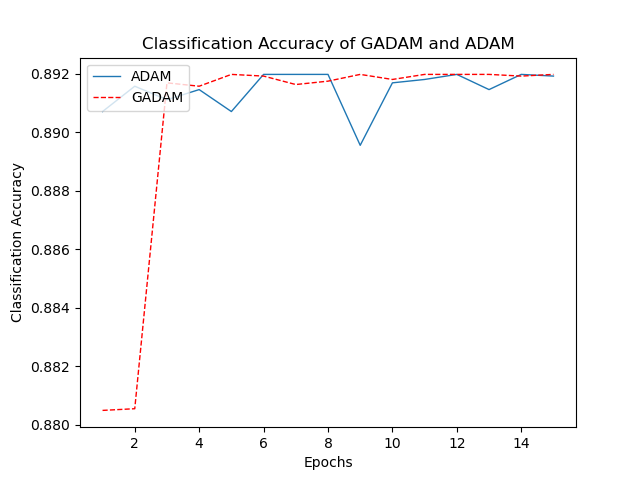 Classification Accuracy of GADAM and ADAM
0.892
0.890
0.888
0.886
0.884
0.882
0.880
Classification Accuracy
ADAM
GADAM
2 4 6 8 10 12 14
Epochs